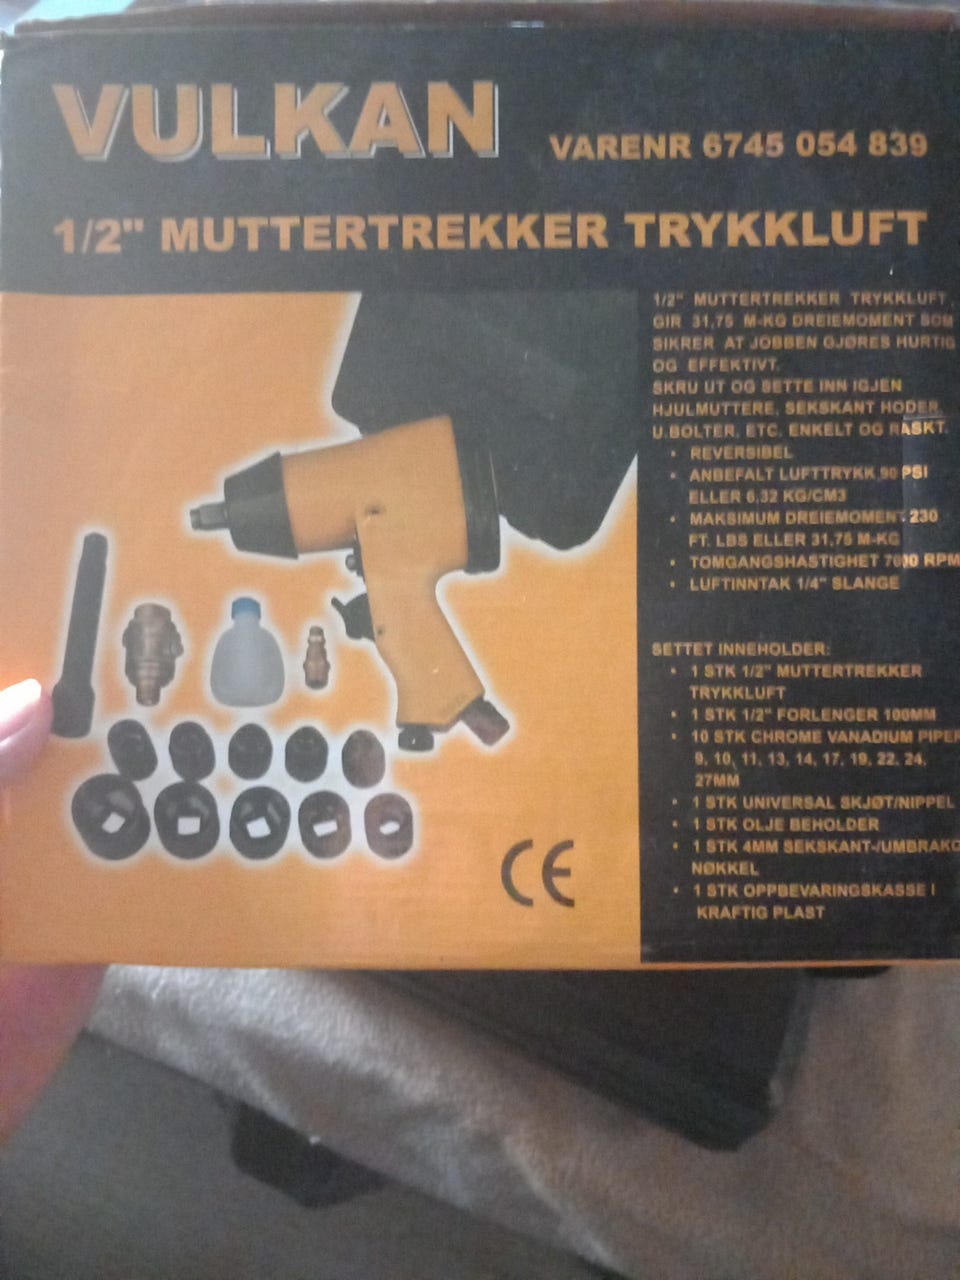 VULKAN
VARENR 6745 054 839
1/2" MUTTERTREKKER TRYKKLUFT
1/2" MUTTERTREKKER TRYKKLUFT
GIR 31,75 M-KG DREIEMOMENT SOM
SIKRER AT JOBBEN GJØRES HURTIG
OG EFFEKTIVT.
SKRU UT OG SETTE INN IGJEN
HJULMUTTERE, SEKSKANT HODER,
U.BOLTER, ETC. ENKELT OG RASKT.
• REVERSIBEL
• ANBEFALT LUFTTRYKK 90 PSI
ELLER 6,32 KG/CM3
• MAKSIMUM DREIEMOMENT 230
FT. LBS ELLER 31,75 M-KG
• TOMGANGSHASTIGHET 7000 RPM
• LUFTINNTAK 1/4" SLANGE
SETTET INNEHOLDER:
• 1 STK 1/2" MUTTERTREKKER
TRYKKLUFT
• 1 STK 1/2" FORLENGER 100MM
• 10 STK CHROME VANADIUM PIPER
9, 10, 11, 13, 14, 17, 19, 22, 24,
27MM
• 1 STK UNIVERSAL SKJØT/NIPPEL
• 1 STK OLJE BEHOLDER
• 1 STK 4MM SEKSKANT-/UMBRAKO
NØKKEL
• 1 STK OPPBEVARINGSKASSE I
KRAFTIG PLAST
CE